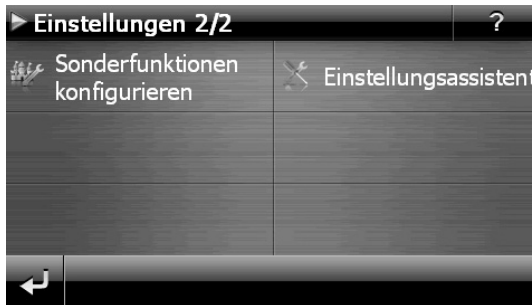 Einstellungen 2/2
?
Sonderfunktionen
konfigurieren
Einstellungsassistent